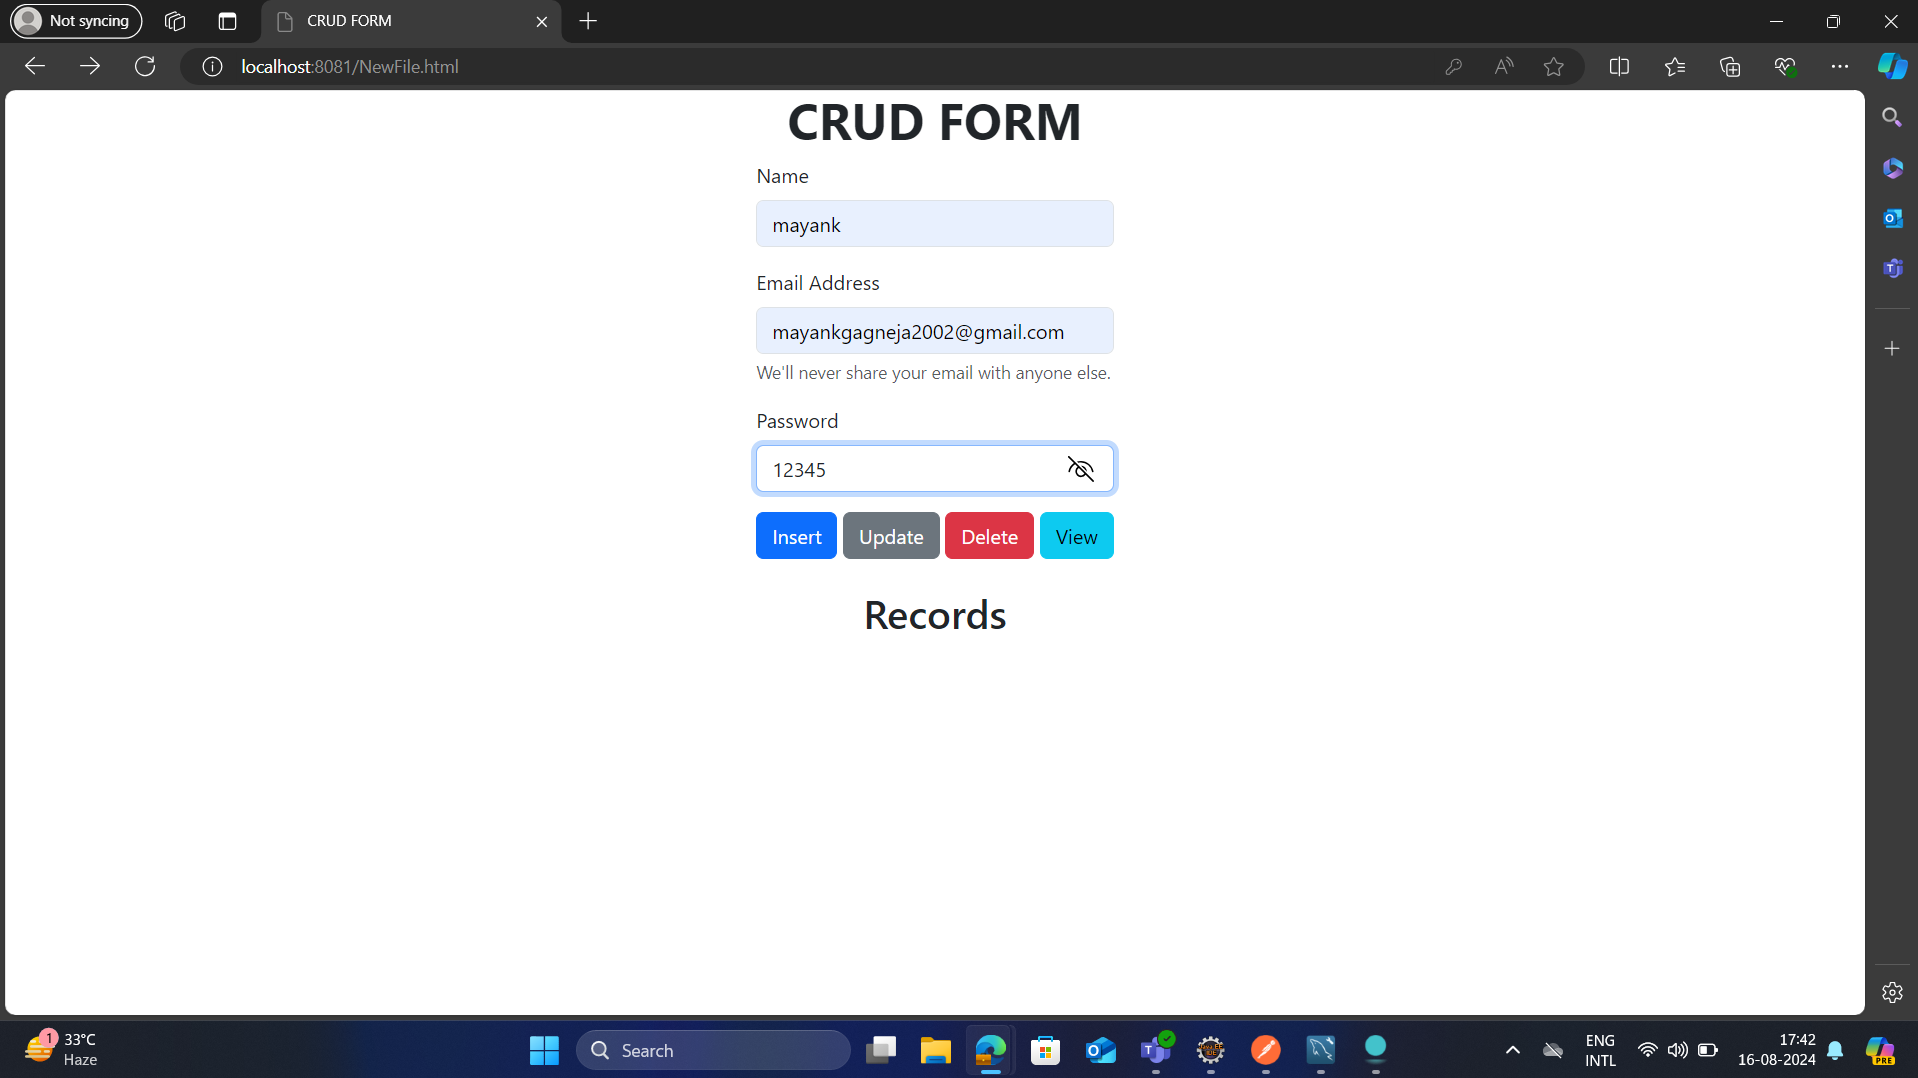 Not syncing
CRUD FORM
localhost:8081/NewFile.html
CRUD FORM
Name
mayank
Email Address
mayankgagneja2002@gmail.com
We'll never share your email with anyone else.
Password
12345
Insert Update Delete View
Records
1
33°C
Haze
Search
ENG
INTL
17:42
16-08-2024
PRE